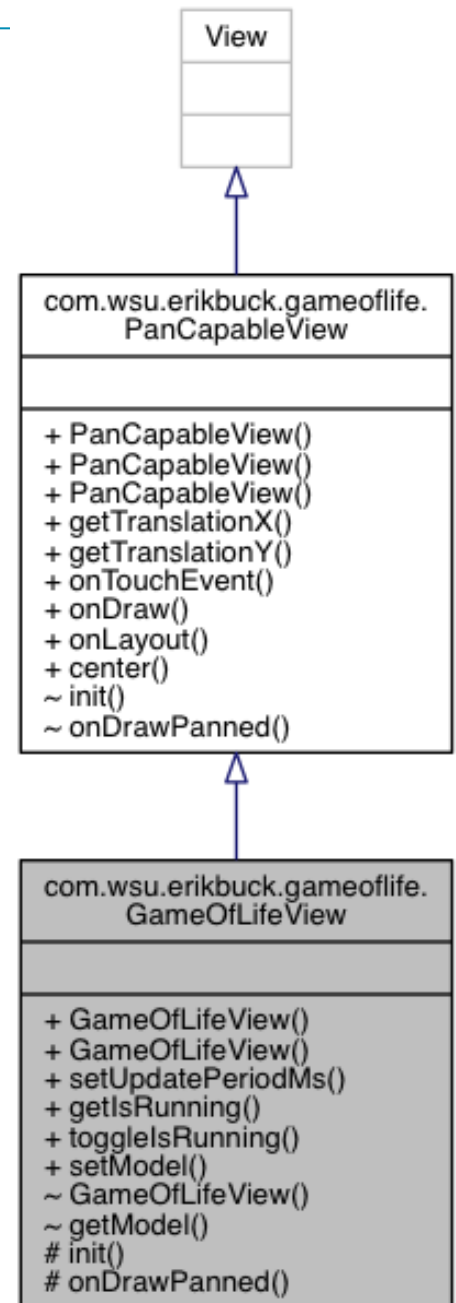 View
com.wsu.erikbuck.gameoflife.
PanCapableView
+ PanCapableView()
+ PanCapableView()
+ PanCapableView()
+ getTranslationX()
+ getTranslationY()
+ onTouchEvent()
+ onDraw()
+ onLayout()
+ center()
~ init()
~ onDrawPanned()
com.wsu.erikbuck.gameoflife.
GameOfLifeView
+ GameOfLifeView()
+ GameOfLifeView()
+ setUpdatePeriodMs()
+ getIsRunning()
+ toggleIsRunning()
+ setModel()
~ GameOfLifeView()
~ getModel()
# init()
# onDrawPanned()